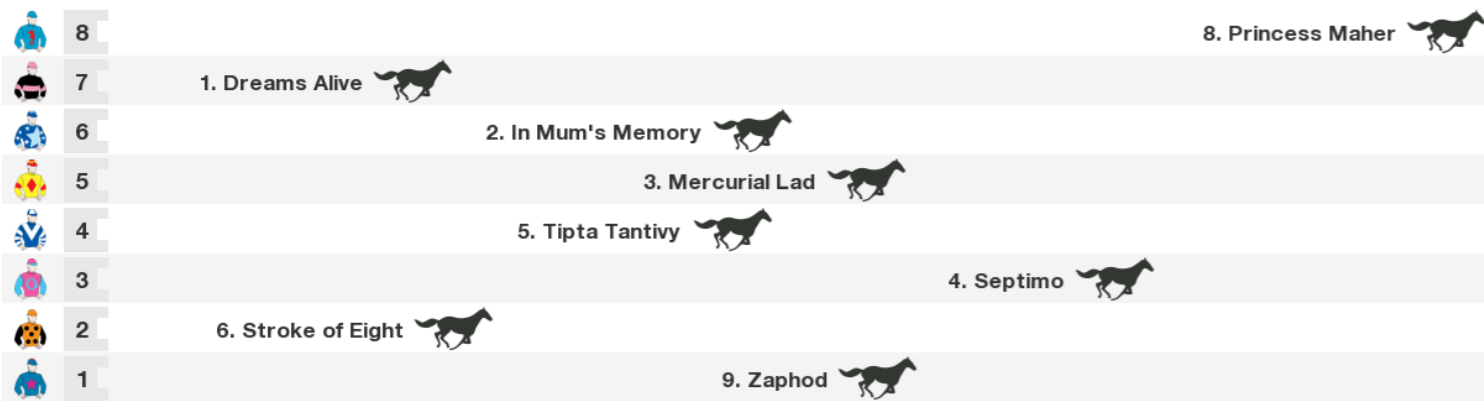 8 8. Princess Maher
7 1. Dreams Alive
6 2. In Mum's Memory
5 3. Mercurial Lad
4 5. Tipta Tantivy
3 4. Septimo
2 6. Stroke of Eight
1 9. Zaphod